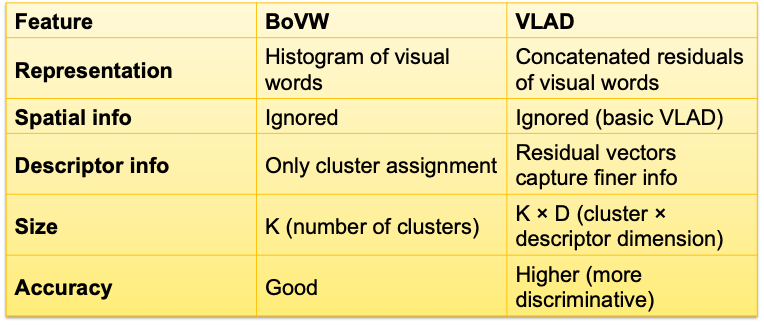 Feature BoVW VLAD
Representation
Histogram of visual
words
Concatenated residuals
of visual words
Spatial info Ignored Ignored (basic VLAD)
Descriptor info Only cluster assignment
Residual vectors
capture finer info
Size K (number of clusters)
K × D (cluster ×
descriptor dimension)
Accuracy Good
Higher (more
discriminative)